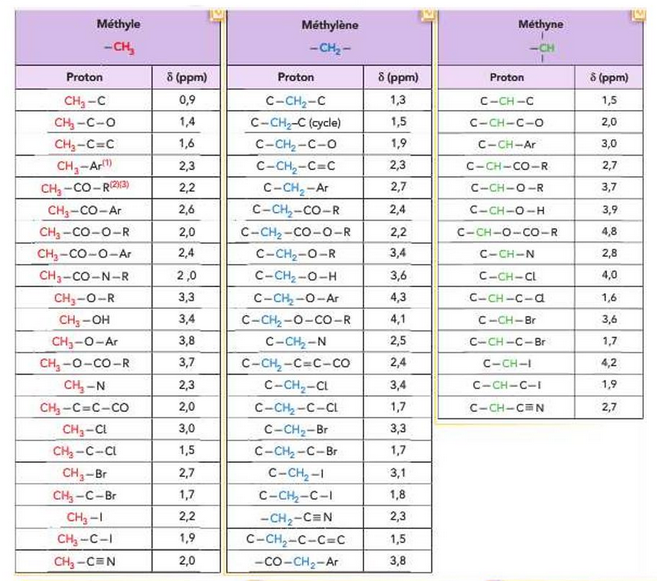 Méthyle
–CH3
Proton δ (ppm)
CH3–C 0,9
CH3–C–O 1,4
CH3–C=C 1,6
CH3–Ar(1) 2,3
CH3–CO–R(2)(3) 2,2
CH3–CO–Ar 2,6
CH3–CO–O–R 2,0
CH3–CO–O–Ar 2,4
CH3–CO–N–R 2,0
CH3–O–R 3,3
CH3–OH 3,4
CH3–O–Ar 3,8
CH3–O–CO–R 3,7
CH3–N 2,3
CH3–C=C–CO 2,0
CH3–Cl 3,0
CH3–C–Cl 1,5
CH3–Br 2,7
CH3–C–Br 1,7
CH3–I 2,2
CH3–C–I 1,9
CH3–C≡N 2,0
Méthylène
–CH2–
Proton δ (ppm)
C–CH2–C 1,3
C–CH2–C (cycle) 1,5
C–CH2–C–O 1,9
C–CH2–C=C 2,3
C–CH2–Ar 2,7
C–CH2–CO–R 2,4
C–CH2–CO–O–R 2,2
C–CH2–O–R 3,4
C–CH2–O–H 3,6
C–CH2–O–Ar 4,3
C–CH2–O–CO–R 4,1
C–CH2–N 2,5
C–CH2–C=C–CO 2,4
C–CH2–Cl 3,4
C–CH2–C–Cl 1,7
C–CH2–Br 3,3
C–CH2–C–Br 1,7
C–CH2–I 3,1
C–CH2–C–I 1,8
–CH2–C≡N 2,3
C–CH2–C–C=C 1,5
–CO–CH2–Ar 3,8
Méthyne
–CH
Proton δ (ppm)
C–CH–C 1,5
C–CH–C–O 2,0
C–CH–Ar 3,0
C–CH–CO–R 2,7
C–CH–O–R 3,7
C–CH–O–H 3,9
C–CH–O–CO–R 4,8
C–CH–N 2,8
C–CH–Cl 4,0
C–CH–C–Cl 1,6
C–CH–Br 3,6
C–CH–C–Br 1,7
C–CH–I 4,2
C–CH–C–I 1,9
C–CH–C≡N 2,7